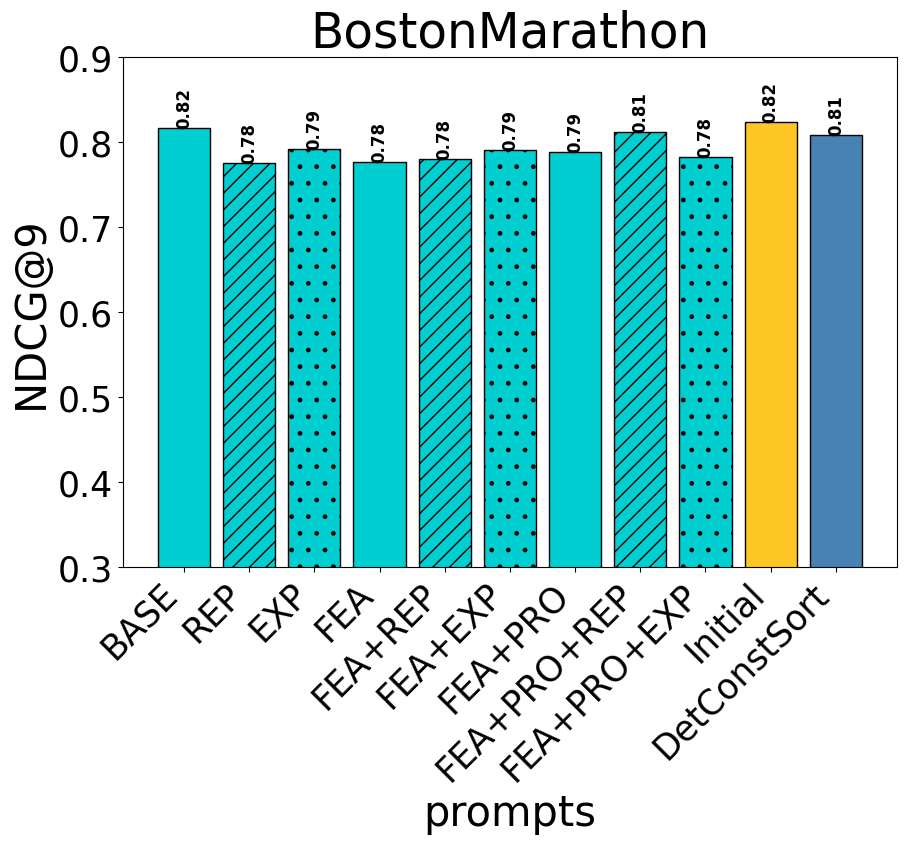 BostonMarathon
NDCG@9
0.9
0.8
0.7
0.6
0.5
0.4
0.3
0.82
0.78
0.79
0.78
0.78
0.79
0.79
0.81
0.78
0.82
0.81
BASE
REP
EXP
FEA
FEA+REP
FEA+EXP
FEA+PRO
FEA+PRO+REP
FEA+PRO+EXP
Initial
DetConstSort
prompts